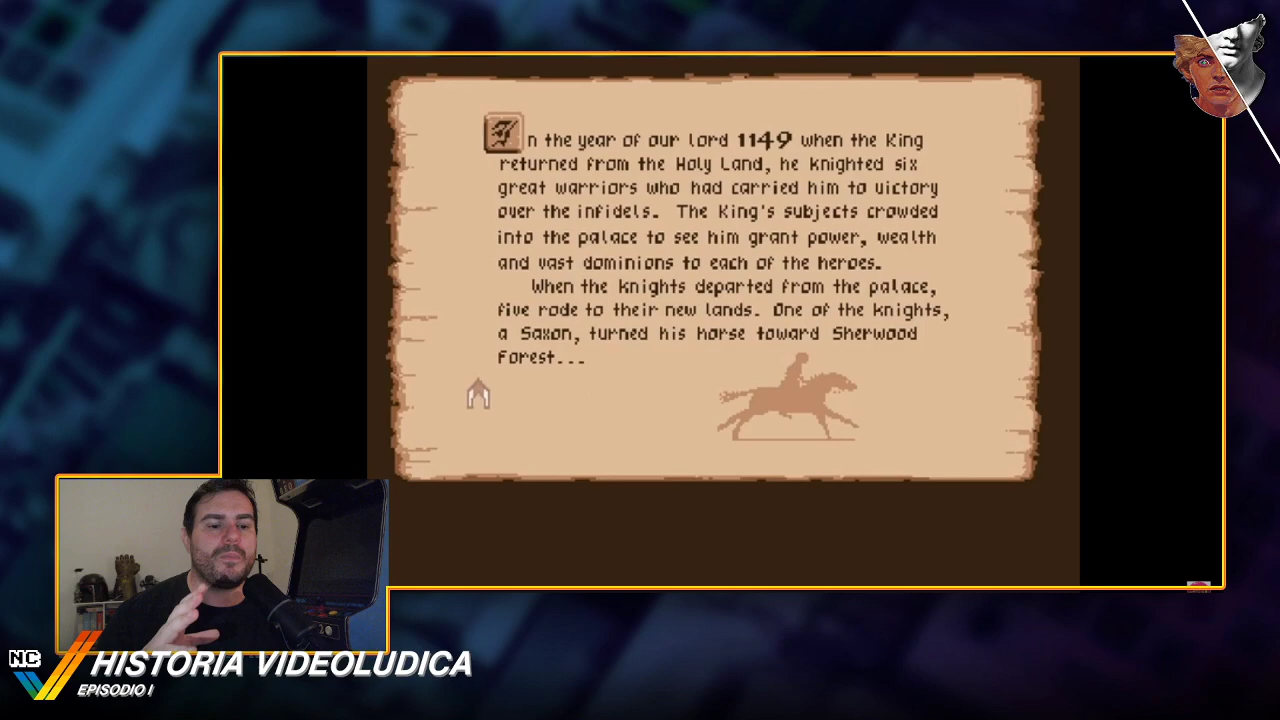 In the year of our lord 1149 when the King
returned from the Holy Land, he knighted six
great warriors who had carried him to victory
over the infidels. The King's subjects crowded
into the palace to see him grant power, wealth
and vast dominions to each of the heroes.
When the knights departed from the palace,
five rode to their new lands. One of the knights,
a Saxon, turned his horse toward Sherwood
Forest...
NC
HISTORIA VIDEOLUDICA
EPISODIO I